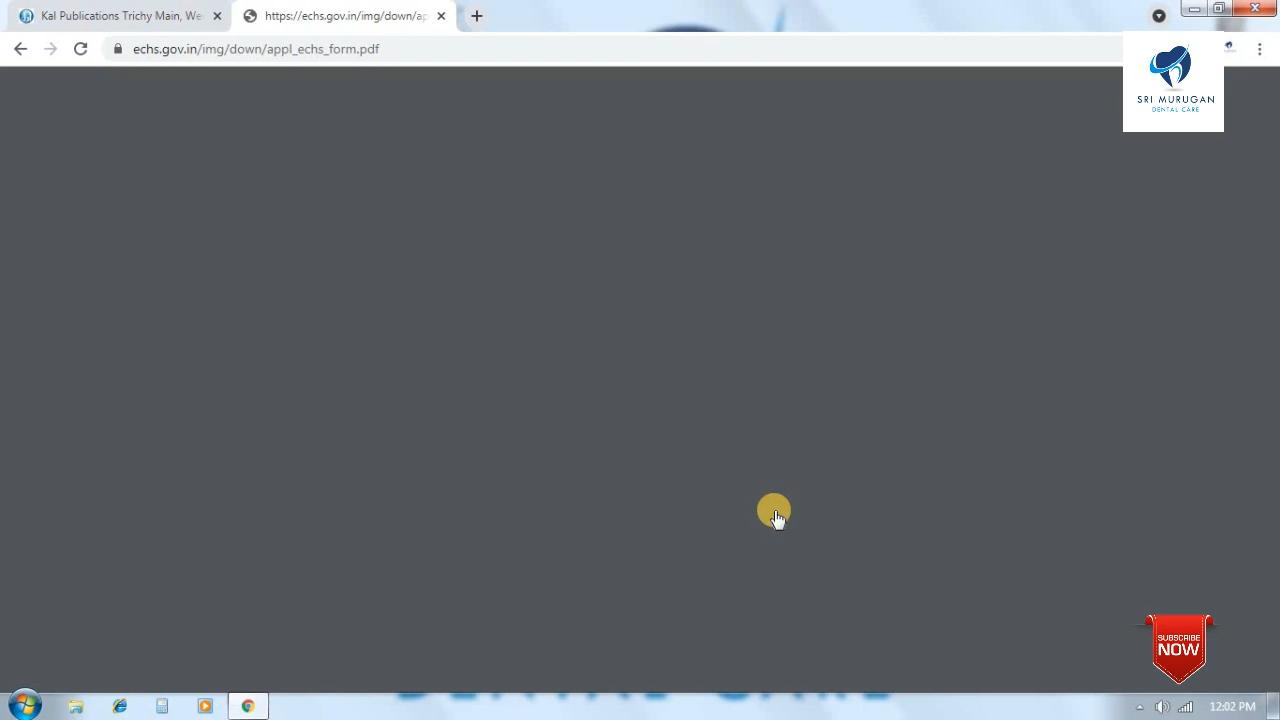 Kal Publications Trichy Main, We
https://echs.gov.in/img/down/ap
echs.gov.in/img/down/appl_echs_form.pdf
SRI MURUGAN
DENTAL CARE
SUBSCRIBE
NOW
12:02 PM